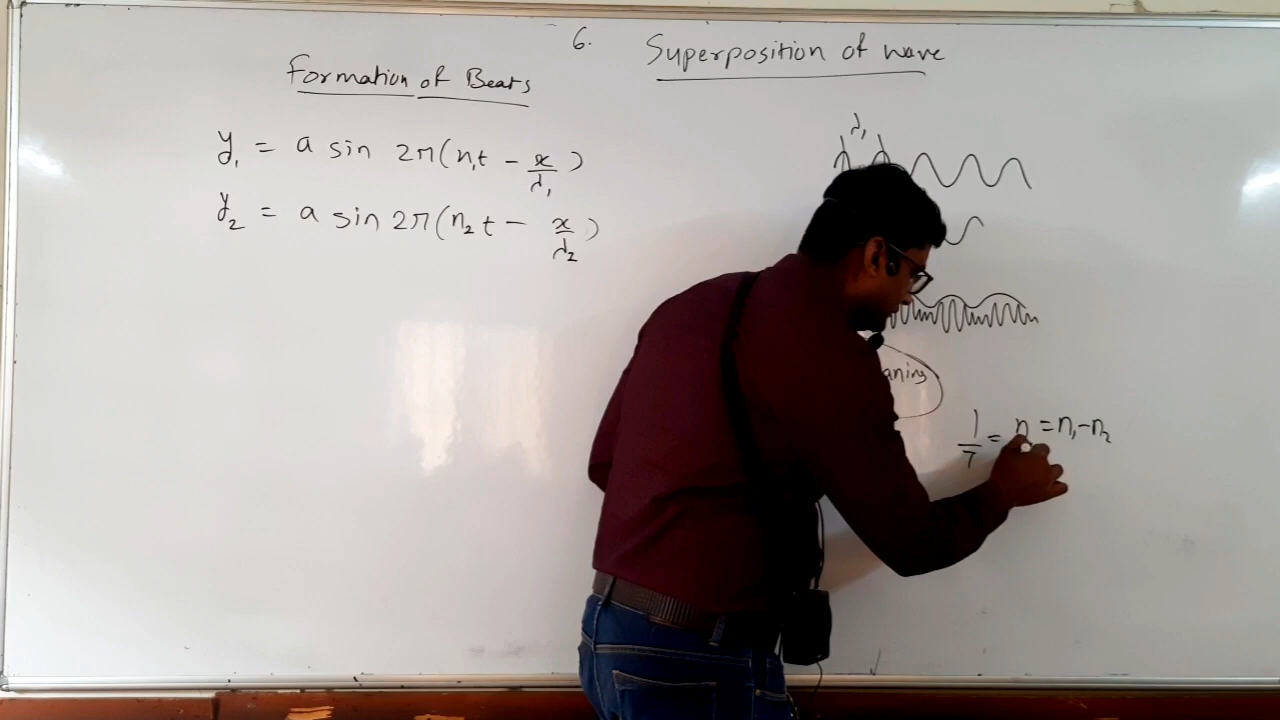 6. Superposition of wave
Formation of Beats
y₁ = a sin 2π(n₁t - x/λ₁)
y₂ = a sin 2π(n₂t - x/λ₂)
λ₁
1/T = n = n₁-n₂